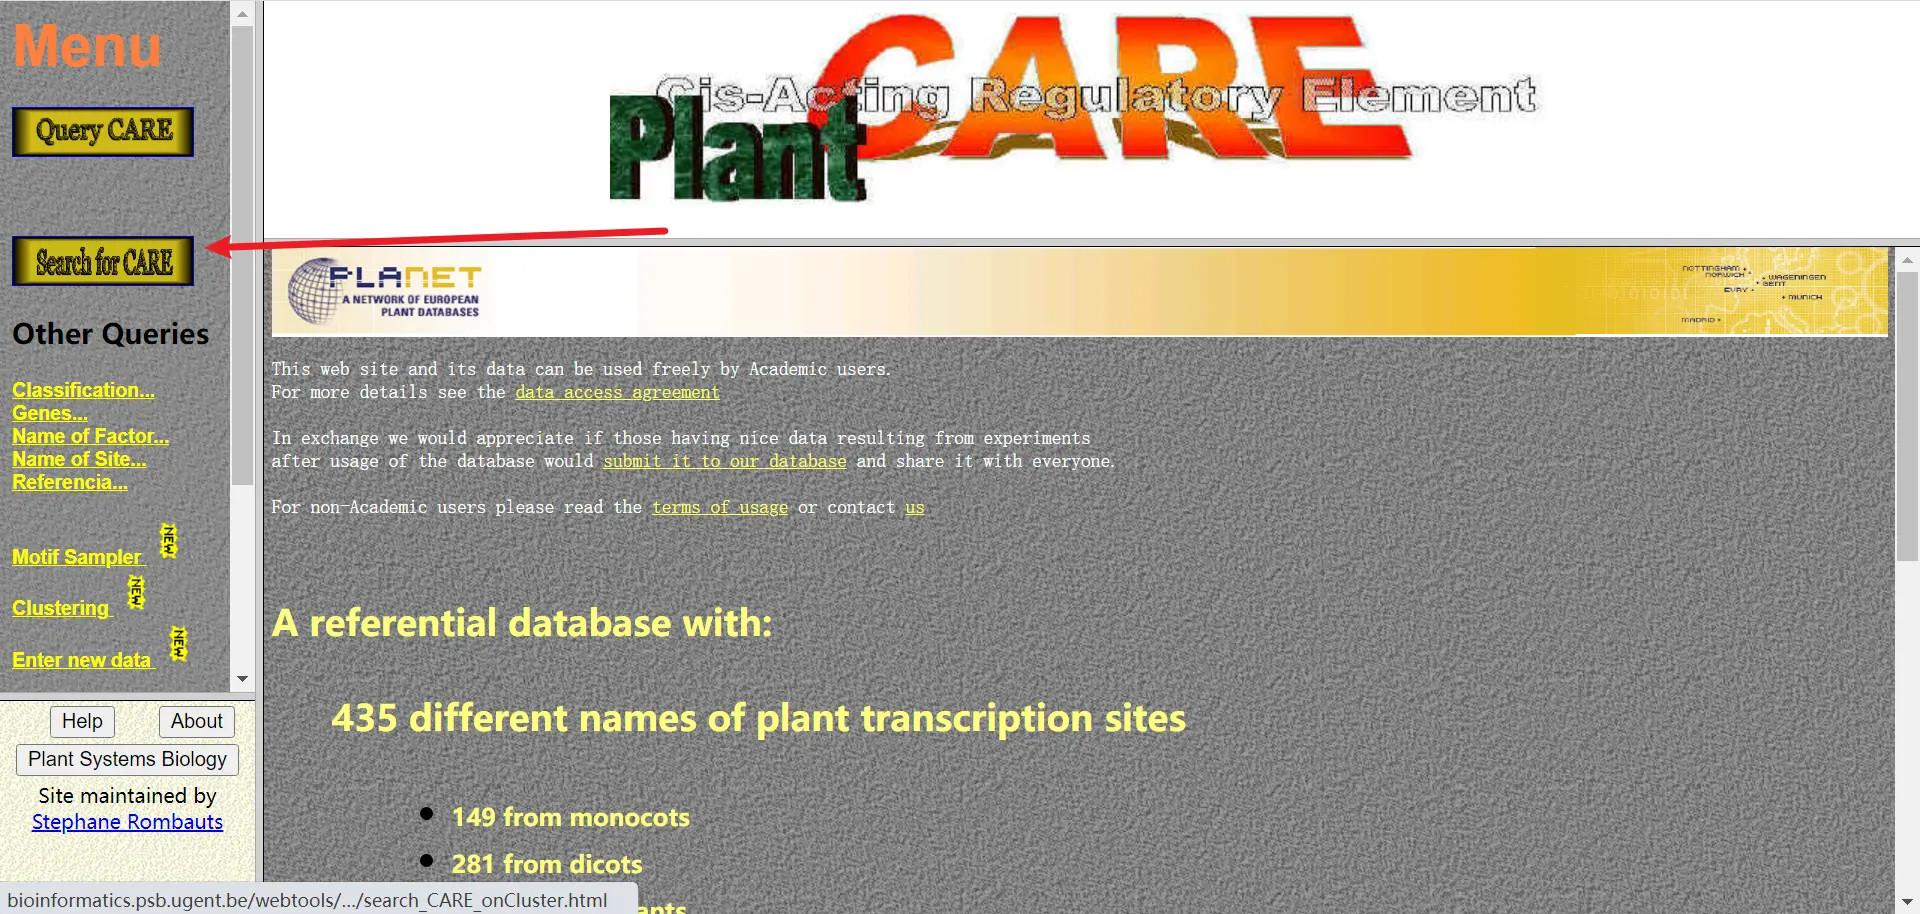 Menu
Query CARE
Search for CARE
Other Queries
Classification...
Genes...
Name of Factor...
Name of Site...
Referencia...
Motif Sampler
NEW
Clustering
NEW
Enter new data
NEW
Help
About
Plant Systems Biology
Site maintained by
Stephane Rombauts
CARE
Cis-Acting Regulatory Element
Plant
PLANET
A NETWORK OF EUROPEAN
PLANT DATABASES
NOTTINGHAM
NORWICH
WAGENINGEN
GENT
EVRY
MUNICH
MADRID
This web site and its data can be used freely by Academic users.
For more details see the data access agreement
In exchange we would appreciate if those having nice data resulting from experiments
after usage of the database would submit it to our database and share it with everyone.
For non-Academic users please read the terms of usage or contact us
A referential database with:
435 different names of plant transcription sites
149 from monocots
281 from dicots
bioinformatics.psb.ugent.be/webtools/.../search_CARE_onCluster.html